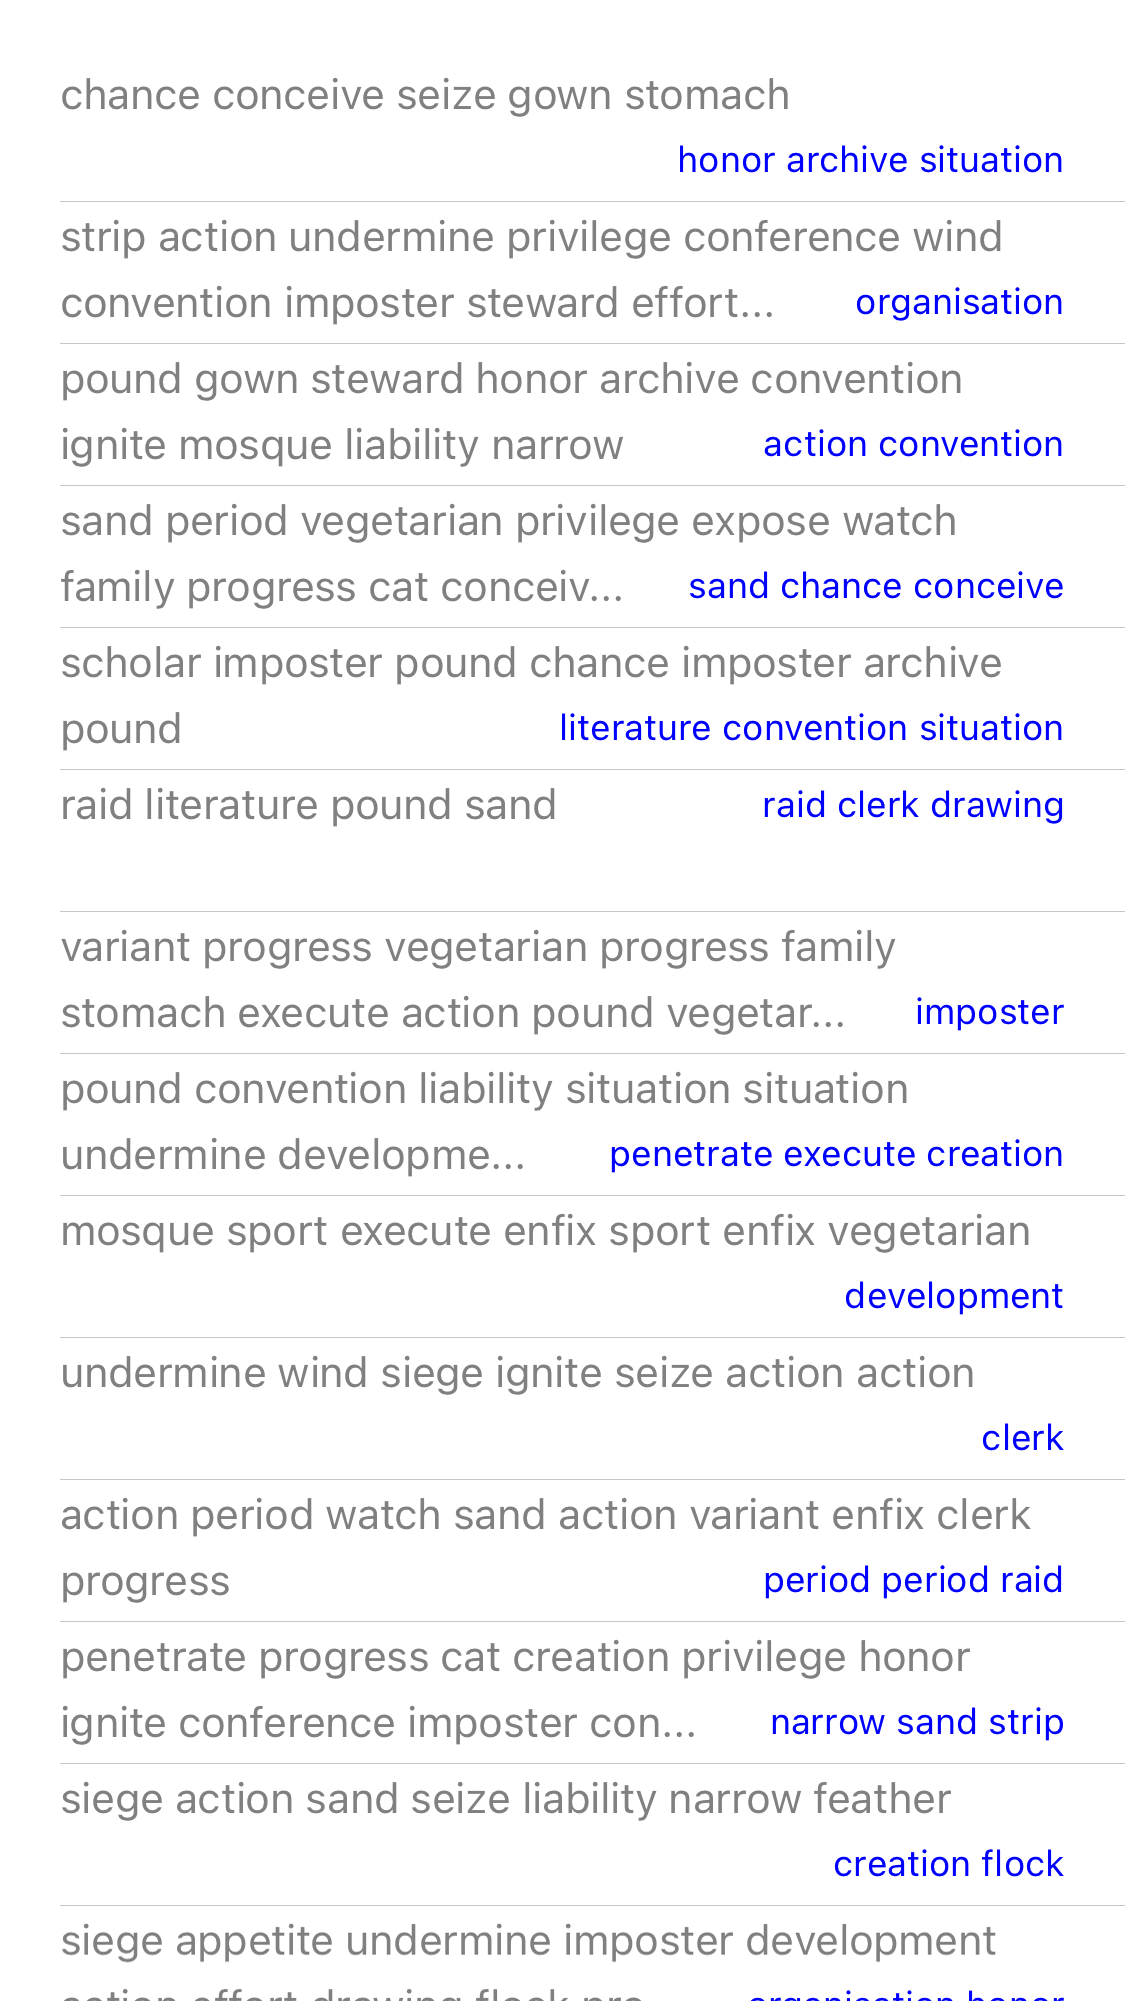 chance conceive seize gown stomach
honor archive situation
strip action undermine privilege conference wind
convention imposter steward effort... organisation
pound gown steward honor archive convention
ignite mosque liability narrow action convention
sand period vegetarian privilege expose watch
family progress cat conceiv... sand chance conceive
scholar imposter pound chance imposter archive
pound literature convention situation
raid literature pound sand raid clerk drawing
variant progress vegetarian progress family
stomach execute action pound vegetar... imposter
pound convention liability situation situation
undermine developme... penetrate execute creation
mosque sport execute enfix sport enfix vegetarian
development
undermine wind siege ignite seize action action
clerk
action period watch sand action variant enfix clerk
progress period period raid
penetrate progress cat creation privilege honor
ignite conference imposter con... narrow sand strip
siege action sand seize liability narrow feather
creation flock
siege appetite undermine imposter development
action effort drawing flock pro... organisation honor